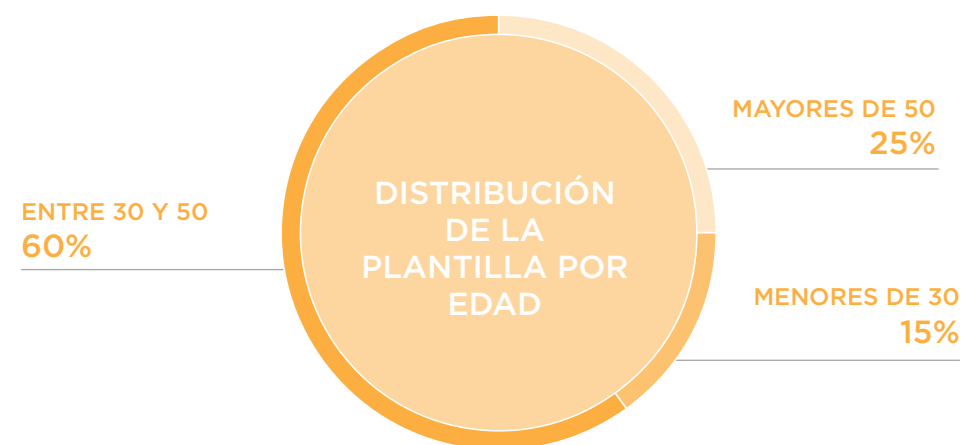 MAYORES DE 50
25%
ENTRE 30 Y 50
60%
DISTRIBUCIÓN
DE LA
PLANTILLA POR
EDAD
MENORES DE 30
15%